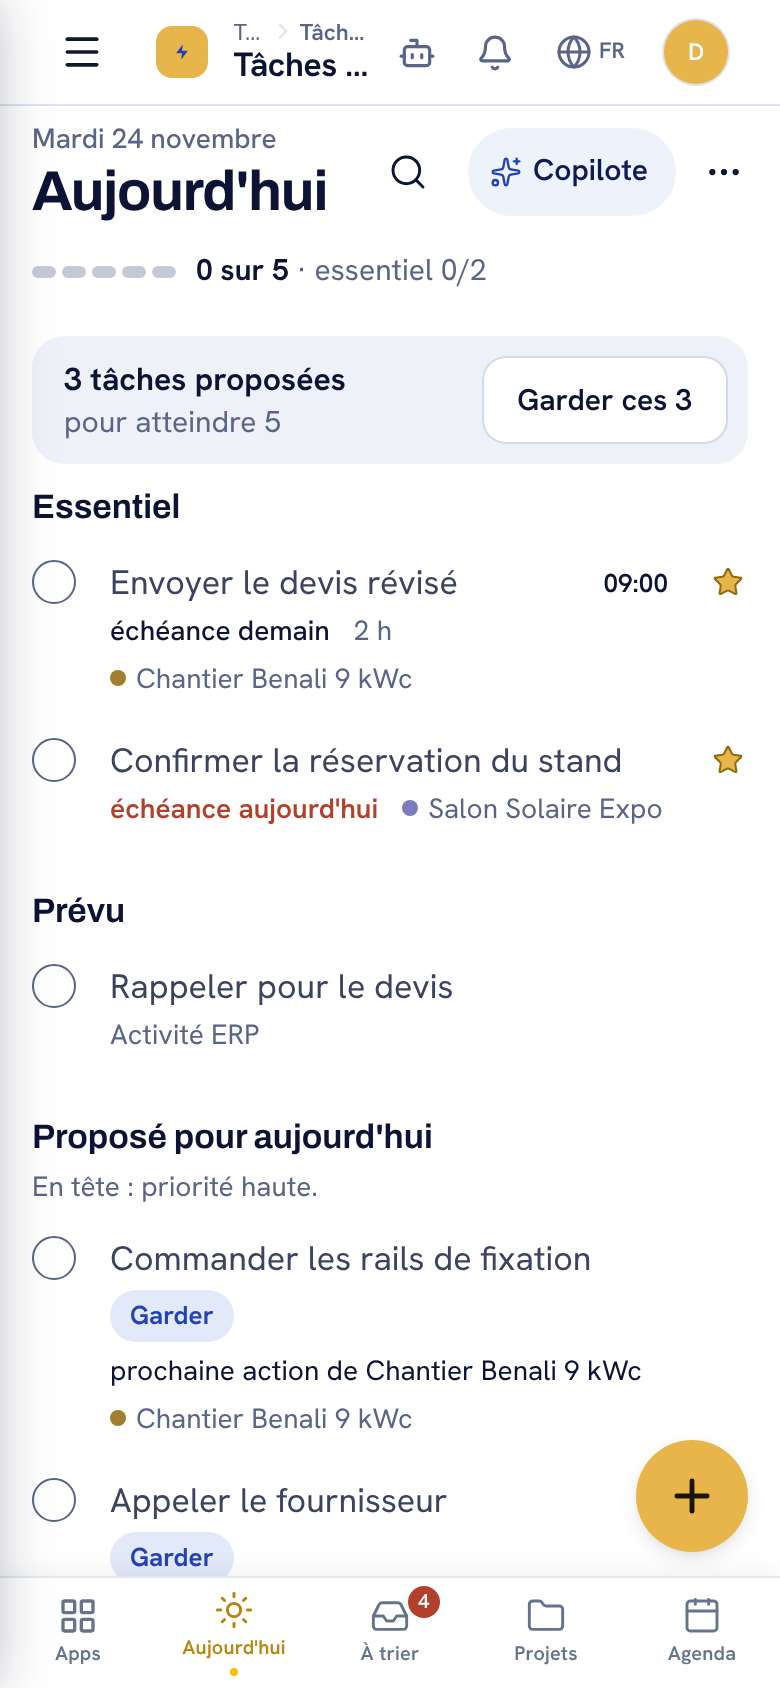 T... > Tâch...
Tâches ...
FR
D
Mardi 24 novembre
Aujourd'hui
Copilote
0 sur 5 · essentiel 0/2
3 tâches proposées
pour atteindre 5
Garder ces 3
Essentiel
Envoyer le devis révisé 09:00
échéance demain 2 h
Chantier Benali 9 kWc
Confirmer la réservation du stand
échéance aujourd'hui Salon Solaire Expo
Prévu
Rappeler pour le devis
Activité ERP
Proposé pour aujourd'hui
En tête : priorité haute.
Commander les rails de fixation
Garder
prochaine action de Chantier Benali 9 kWc
Chantier Benali 9 kWc
Appeler le fournisseur
Garder
4
Apps Aujourd'hui À trier Projets Agenda